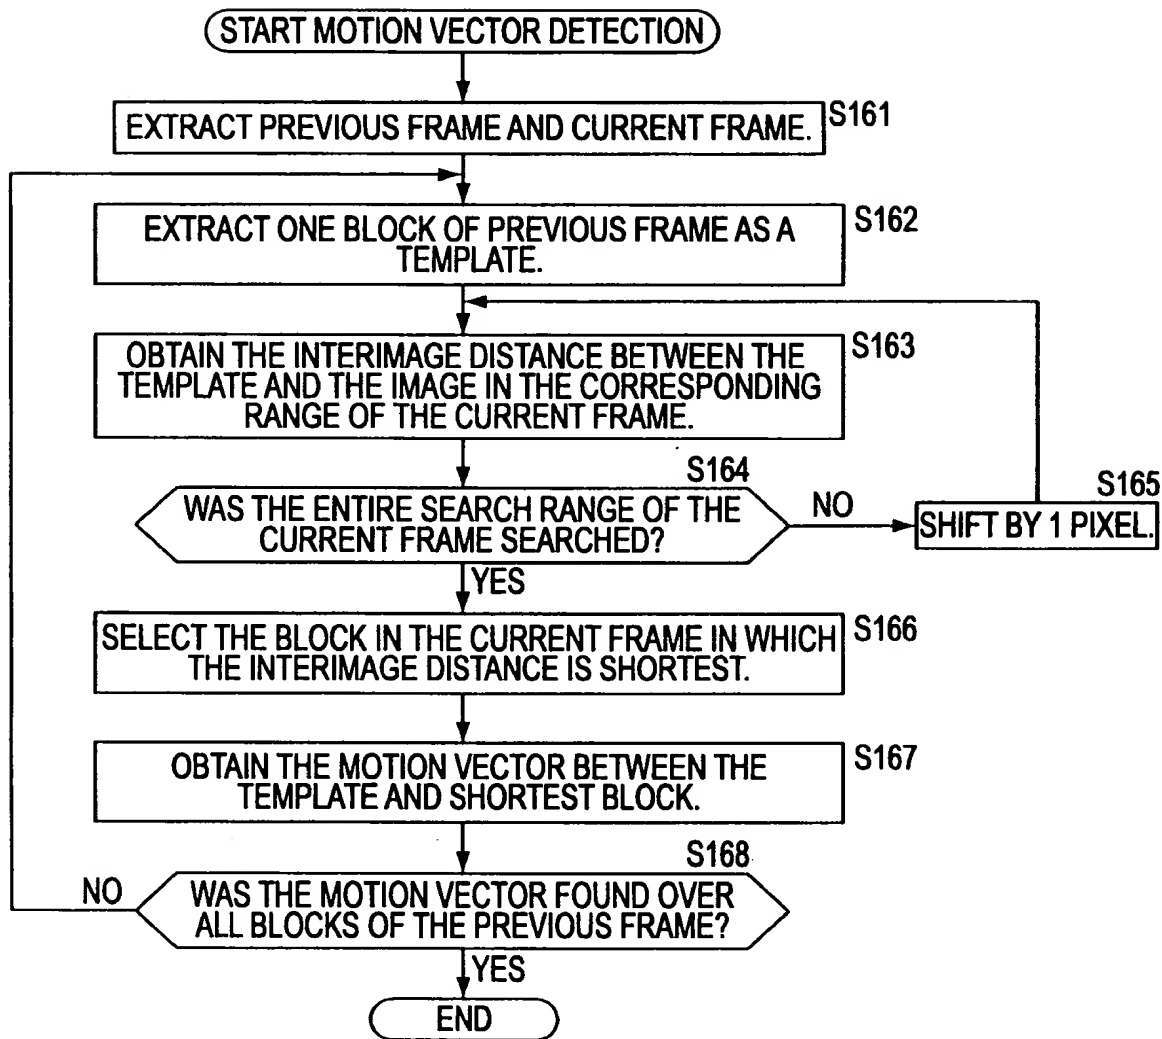 START MOTION VECTOR DETECTION
S161
EXTRACT PREVIOUS FRAME AND CURRENT FRAME.
S162
EXTRACT ONE BLOCK OF PREVIOUS FRAME AS A
TEMPLATE.
S163
OBTAIN THE INTERIMAGE DISTANCE BETWEEN THE
TEMPLATE AND THE IMAGE IN THE CORRESPONDING
RANGE OF THE CURRENT FRAME.
S164
WAS THE ENTIRE SEARCH RANGE OF THE
CURRENT FRAME SEARCHED?
NO
S165
SHIFT BY 1 PIXEL.
YES
S166
SELECT THE BLOCK IN THE CURRENT FRAME IN WHICH
THE INTERIMAGE DISTANCE IS SHORTEST.
S167
OBTAIN THE MOTION VECTOR BETWEEN THE
TEMPLATE AND SHORTEST BLOCK.
S168
NO
WAS THE MOTION VECTOR FOUND OVER
ALL BLOCKS OF THE PREVIOUS FRAME?
YES
END